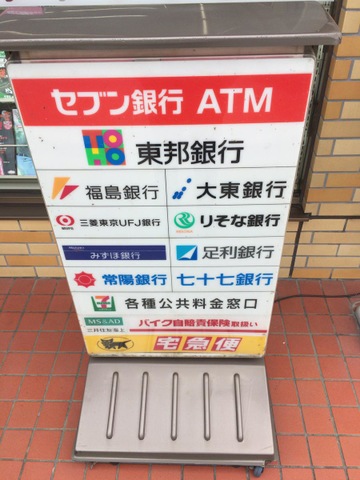 セブン銀行 ATM
TO
HO 東邦銀行
福島銀行 大東銀行
MUFG 三菱東京UFJ銀行 りそな銀行
RESONA
みずほ銀行 足利銀行
常陽銀行 七十七銀行
各種公共料金窓口
MS&AD バイク自賠責保険取扱い
三井住友海上
宅急便